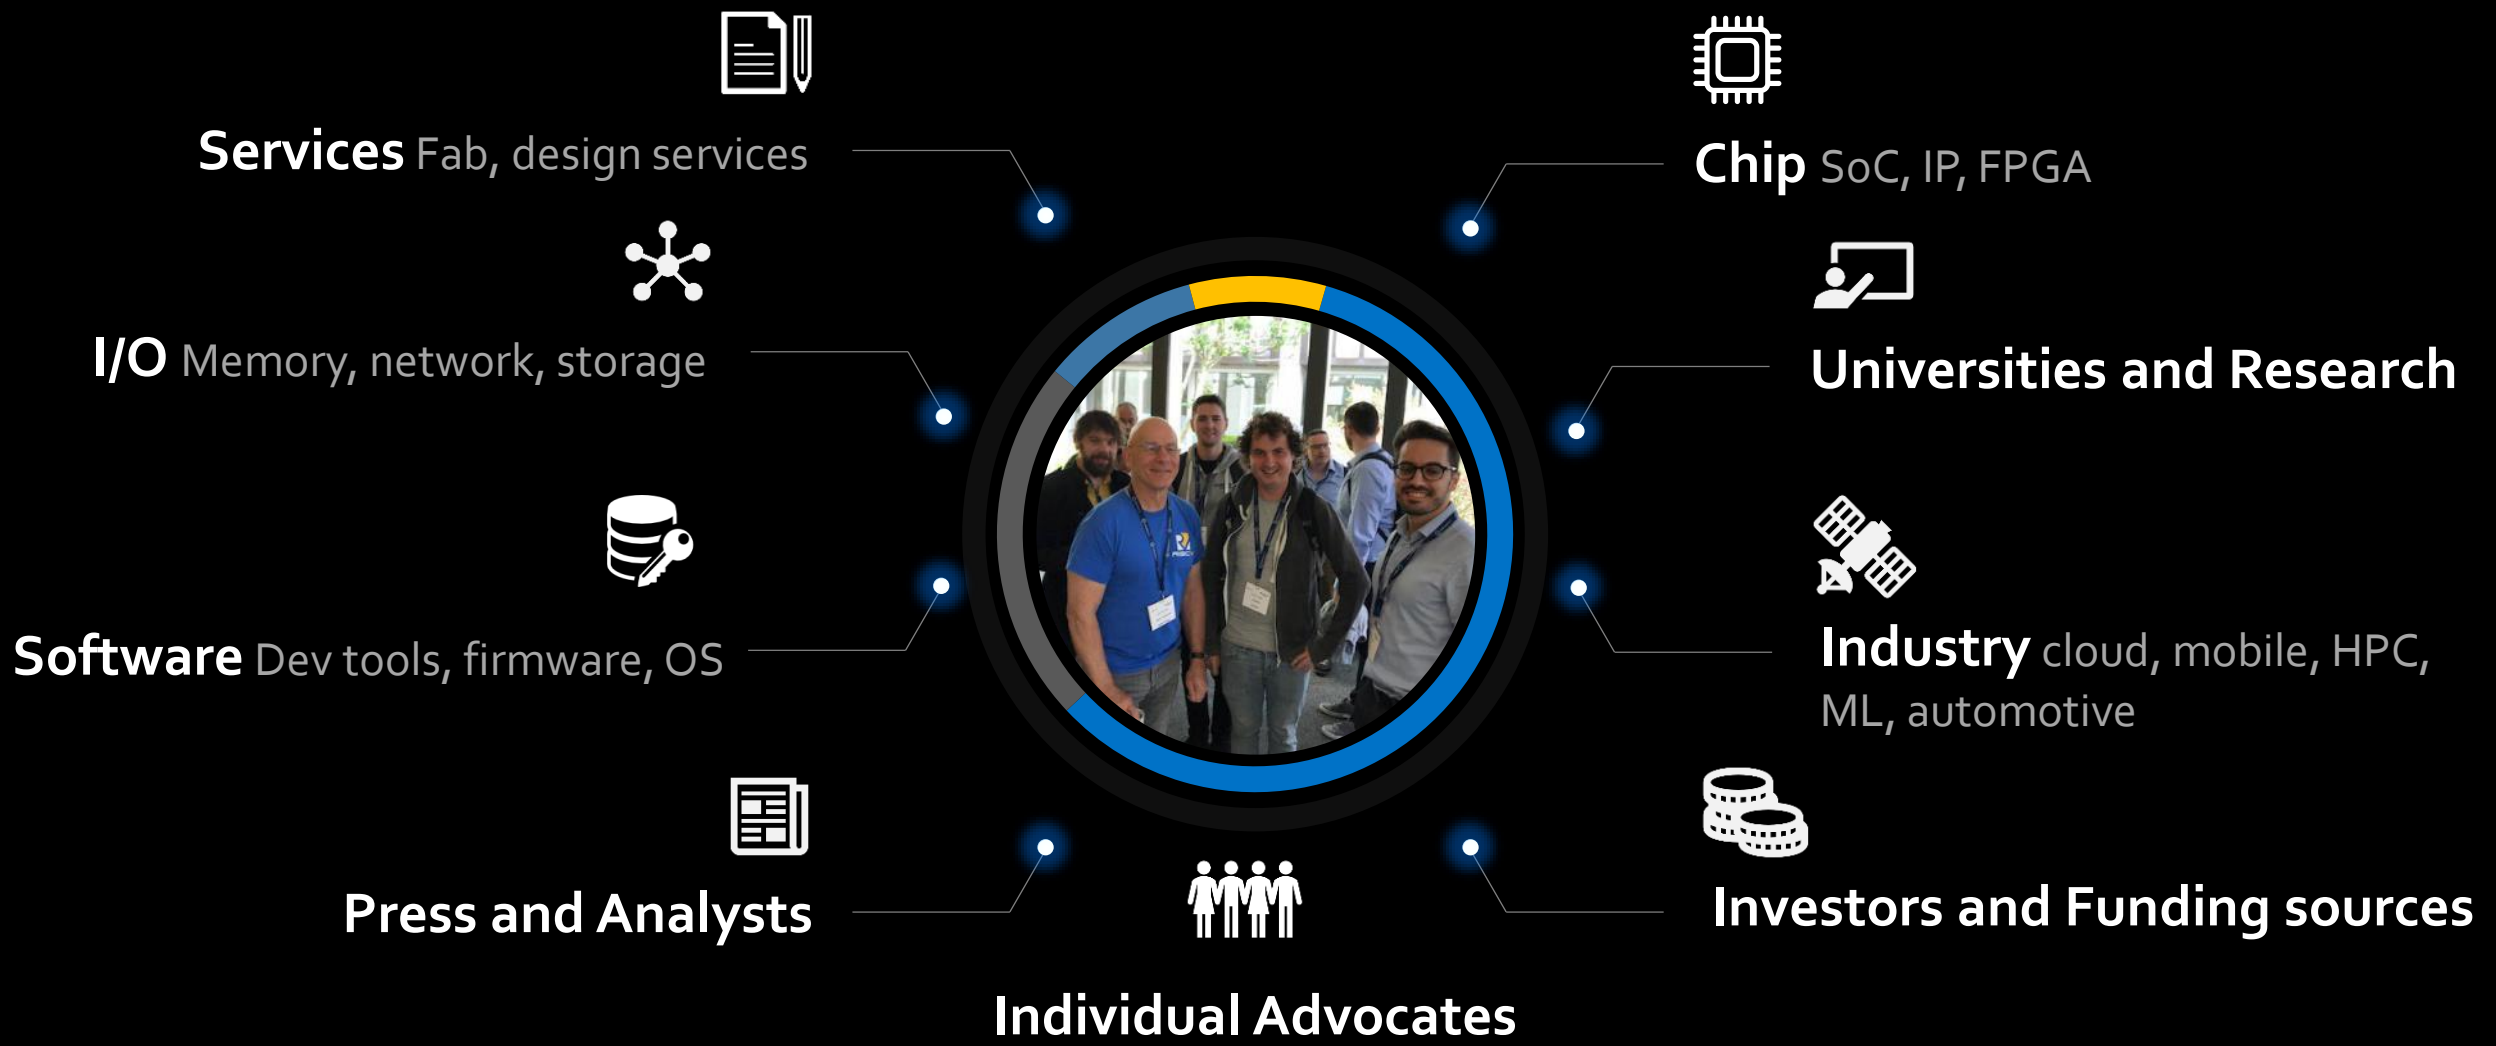 Services Fab, design services
Chip SoC, IP, FPGA
I/O Memory, network, storage
Universities and Research
Software Dev tools, firmware, OS
Industry cloud, mobile, HPC,
ML, automotive
Press and Analysts
Investors and Funding sources
Individual Advocates